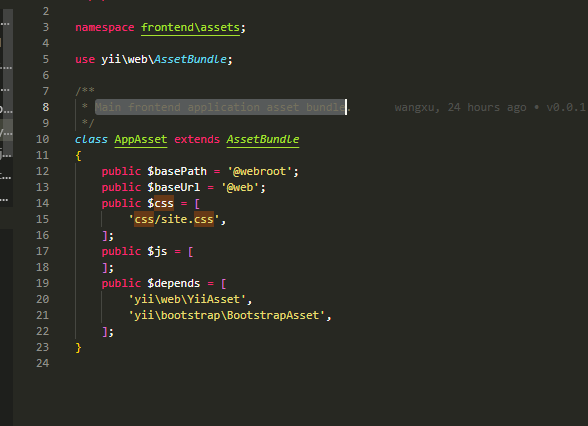 2
3 namespace frontend\assets;
4
5 use yii\web\AssetBundle;
6
7 /**
8  * Main frontend application asset bundle. wangxu, 24 hours ago • v0.0.1
9  */
10 class AppAsset extends AssetBundle
11 {
12     public $basePath = '@webroot';
13     public $baseUrl = '@web';
14     public $css = [
15         'css/site.css',
16     ];
17     public $js = [
18     ];
19     public $depends = [
20         'yii\web\YiiAsset',
21         'yii\bootstrap\BootstrapAsset',
22     ];
23 }
24